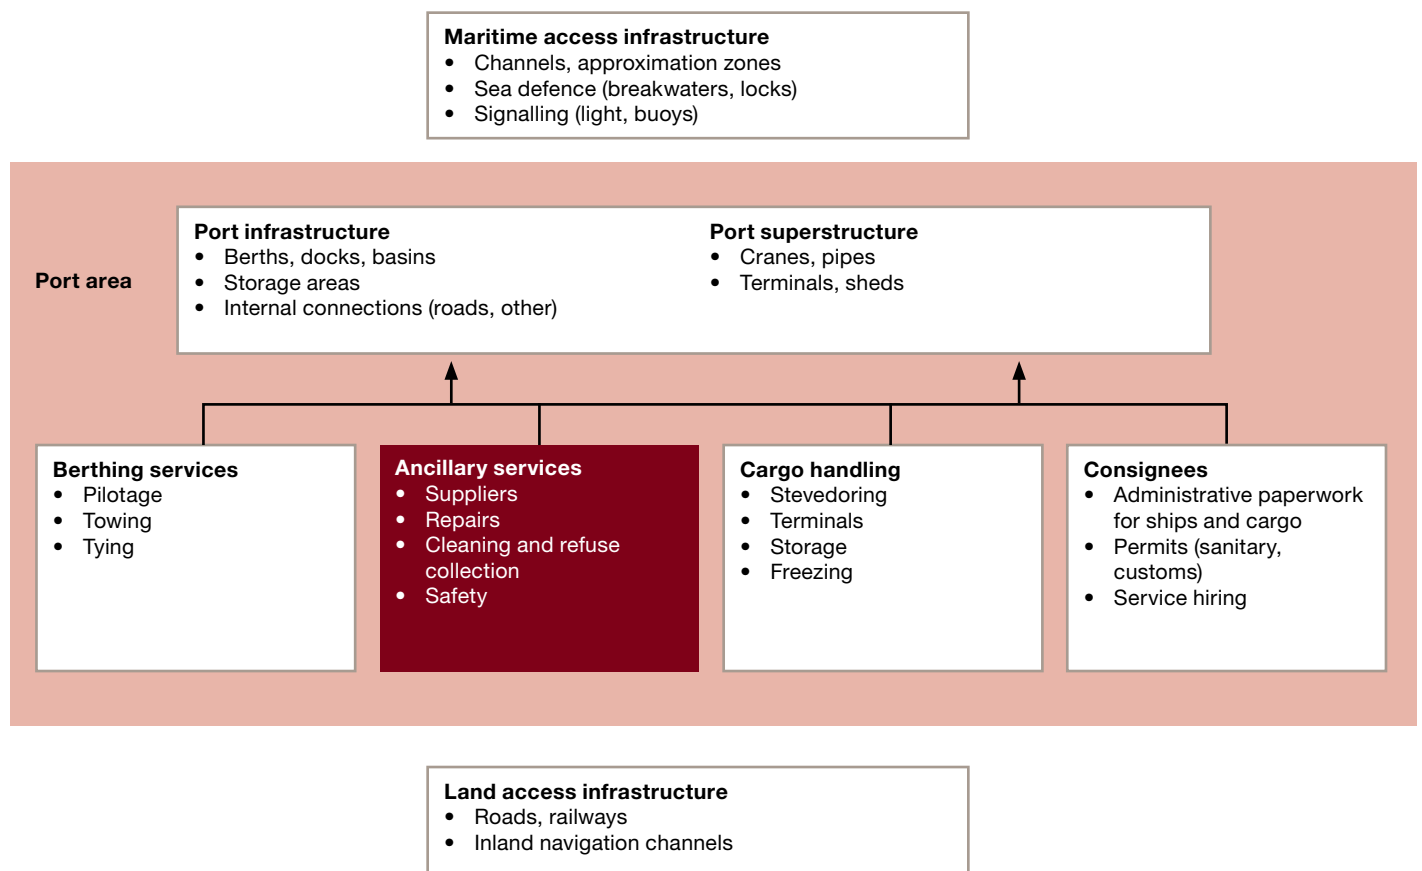 Maritime access infrastructure
• Channels, approximation zones
• Sea defence (breakwaters, locks)
• Signalling (light, buoys)
Port area
Port infrastructure
• Berths, docks, basins
• Storage areas
• Internal connections (roads, other)
Port superstructure
• Cranes, pipes
• Terminals, sheds
Berthing services
• Pilotage
• Towing
• Tying
Ancillary services
• Suppliers
• Repairs
• Cleaning and refuse
collection
• Safety
Cargo handling
• Stevedoring
• Terminals
• Storage
• Freezing
Consignees
• Administrative paperwork
for ships and cargo
• Permits (sanitary,
customs)
• Service hiring
Land access infrastructure
• Roads, railways
• Inland navigation channels